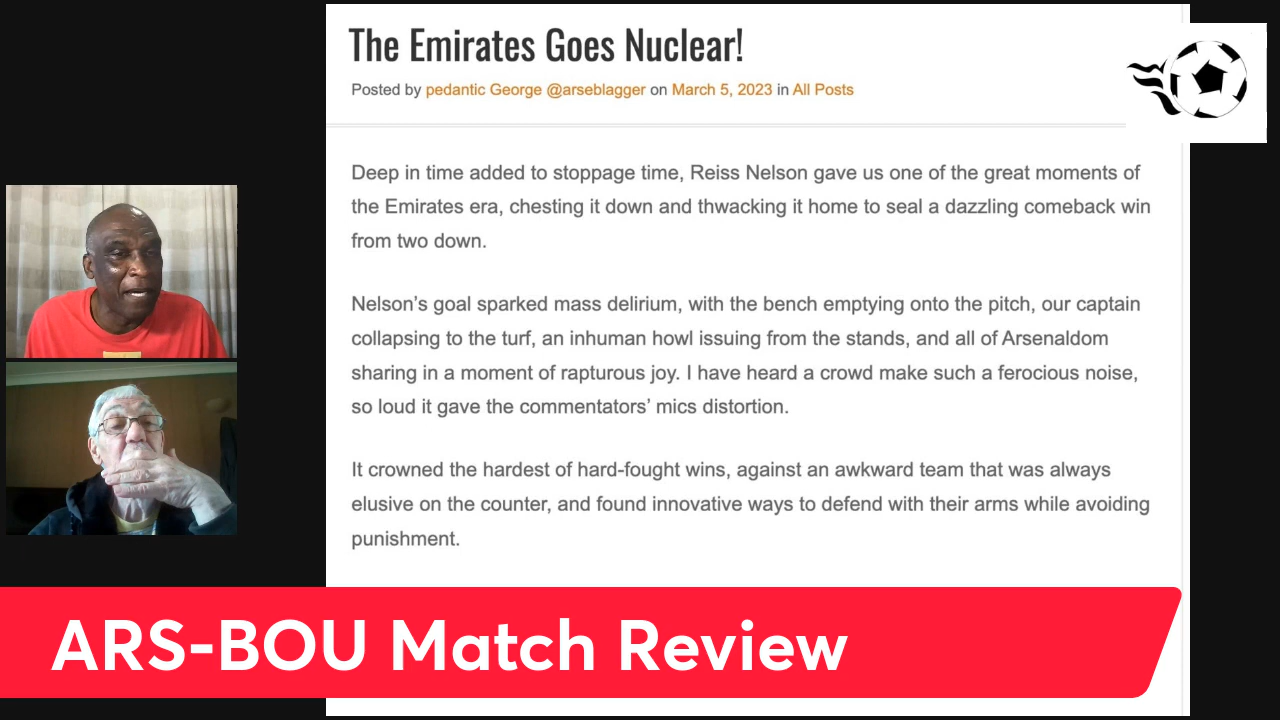 The Emirates Goes Nuclear!
Posted by pedantic George @arseblagger on March 5, 2023 in All Posts
Deep in time added to stoppage time, Reiss Nelson gave us one of the great moments of
the Emirates era, chesting it down and thwacking it home to seal a dazzling comeback win
from two down.
Nelson’s goal sparked mass delirium, with the bench emptying onto the pitch, our captain
collapsing to the turf, an inhuman howl issuing from the stands, and all of Arsenaldom
sharing in a moment of rapturous joy. I have heard a crowd make such a ferocious noise,
so loud it gave the commentators’ mics distortion.
It crowned the hardest of hard-fought wins, against an awkward team that was always
elusive on the counter, and found innovative ways to defend with their arms while avoiding
punishment.
ARS-BOU Match Review